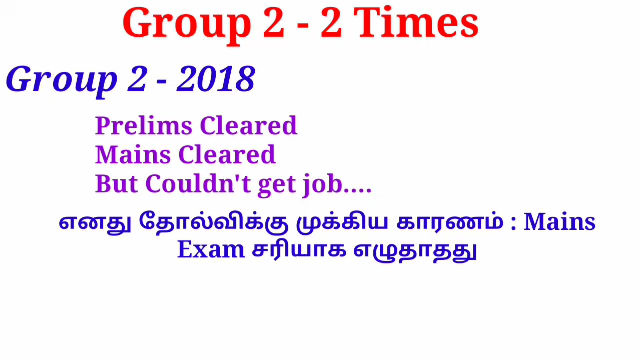 Group 2 - 2 Times
Group 2 - 2018
Prelims Cleared
Mains Cleared
But Couldn't get job....
எனது தோல்விக்கு முக்கிய காரணம் : Mains
Exam சரியாக எழுதாதது